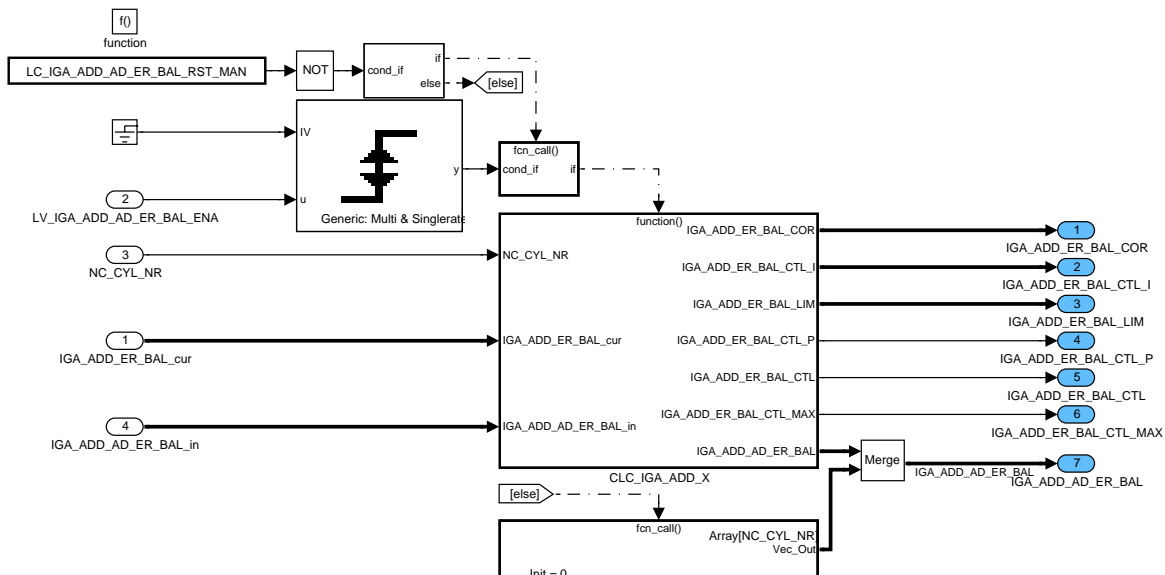 f()
function
LC_IGA_ADD_AD_ER_BAL_RST_MAN
NOT
cond_if
if
else
[else]
IV
u
y
Generic: Multi & Singlerate
2
LV_IGA_ADD_AD_ER_BAL_ENA
fcn_call()
cond_if
if
3
NC_CYL_NR
1
IGA_ADD_ER_BAL_cur
4
IGA_ADD_AD_ER_BAL_in
function()
NC_CYL_NR
IGA_ADD_ER_BAL_cur
IGA_ADD_AD_ER_BAL_in
IGA_ADD_ER_BAL_COR
IGA_ADD_ER_BAL_CTL_I
IGA_ADD_ER_BAL_LIM
IGA_ADD_ER_BAL_CTL_P
IGA_ADD_ER_BAL_CTL
IGA_ADD_ER_BAL_CTL_MAX
IGA_ADD_AD_ER_BAL
CLC_IGA_ADD_X
1
IGA_ADD_ER_BAL_COR
2
IGA_ADD_ER_BAL_CTL_I
3
IGA_ADD_ER_BAL_LIM
4
IGA_ADD_ER_BAL_CTL_P
5
IGA_ADD_ER_BAL_CTL
6
IGA_ADD_ER_BAL_CTL_MAX
Merge
IGA_ADD_AD_ER_BAL
7
IGA_ADD_AD_ER_BAL
[else]
fcn_call()
Array[NC_CYL_NR]
Vec_Out
Init = 0